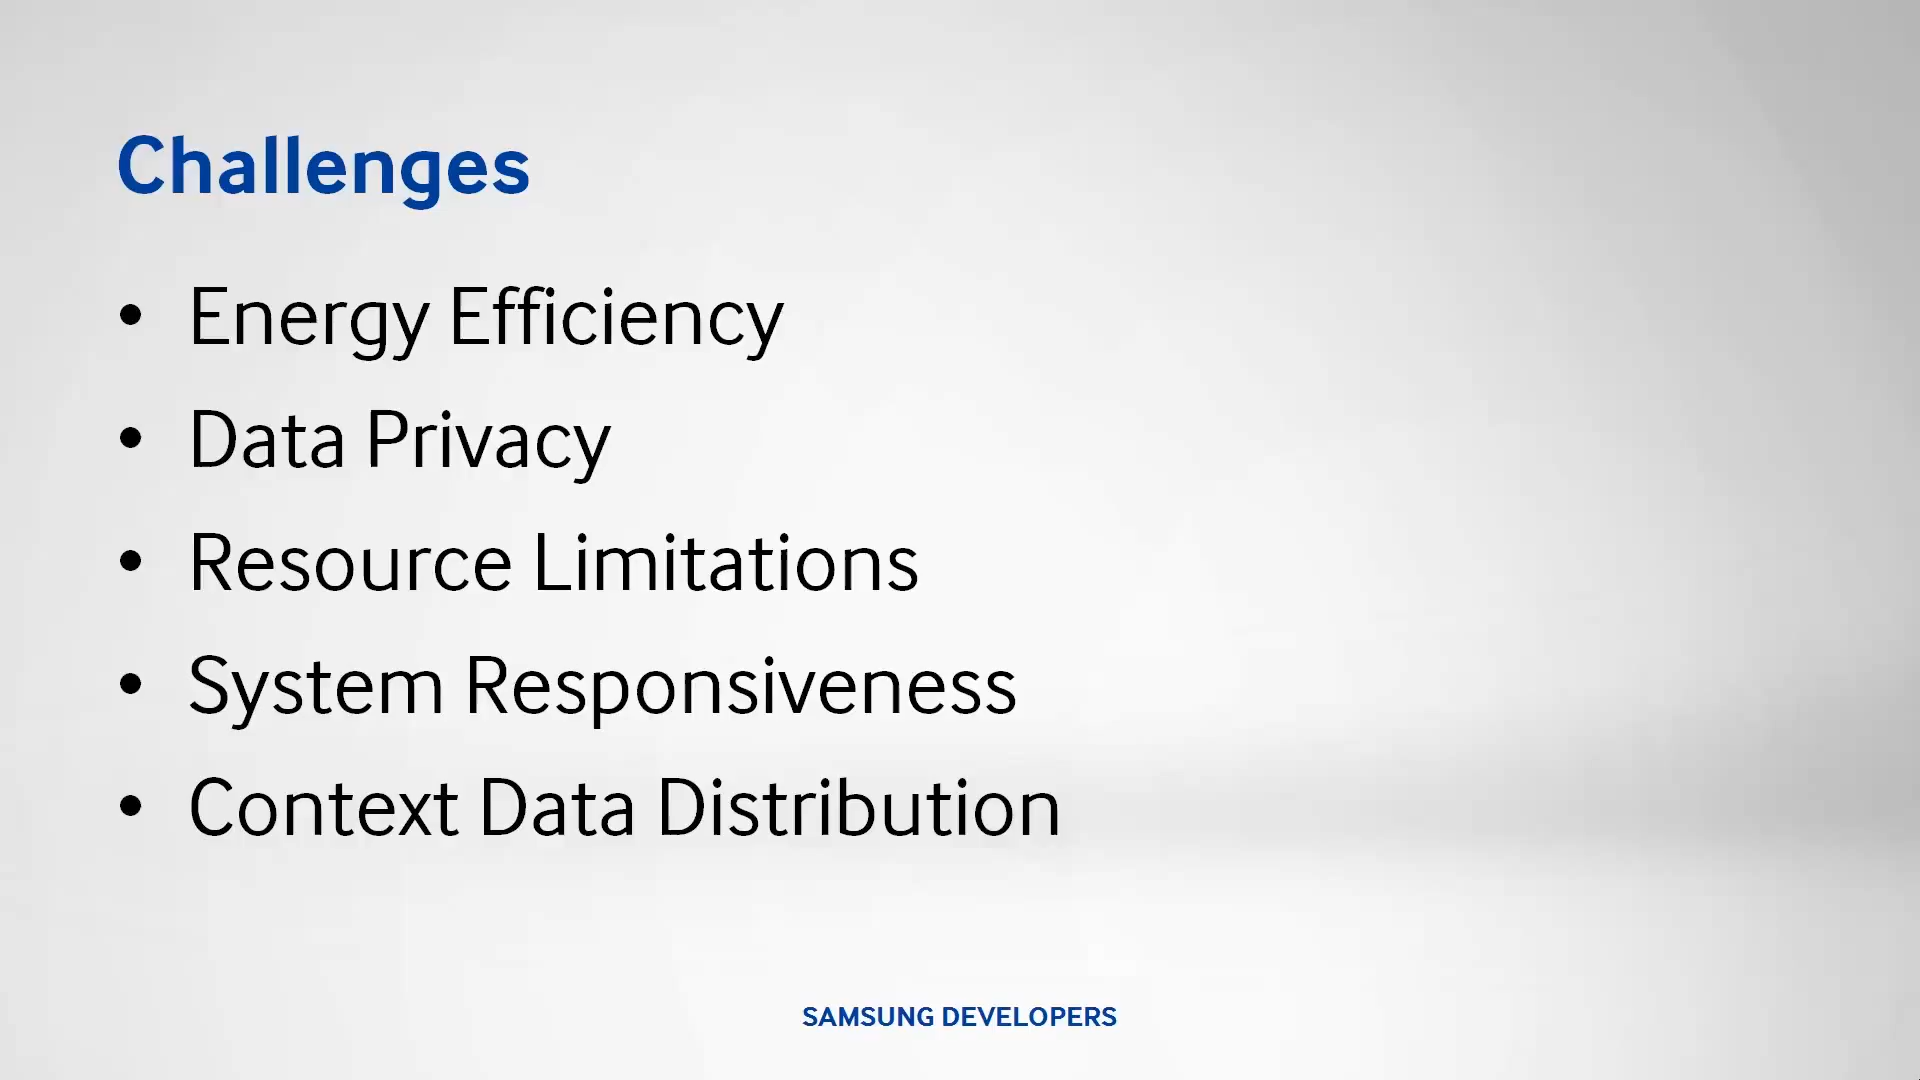 Challenges
• Energy Efficiency
• Data Privacy
• Resource Limitations
• System Responsiveness
• Context Data Distribution
SAMSUNG DEVELOPERS